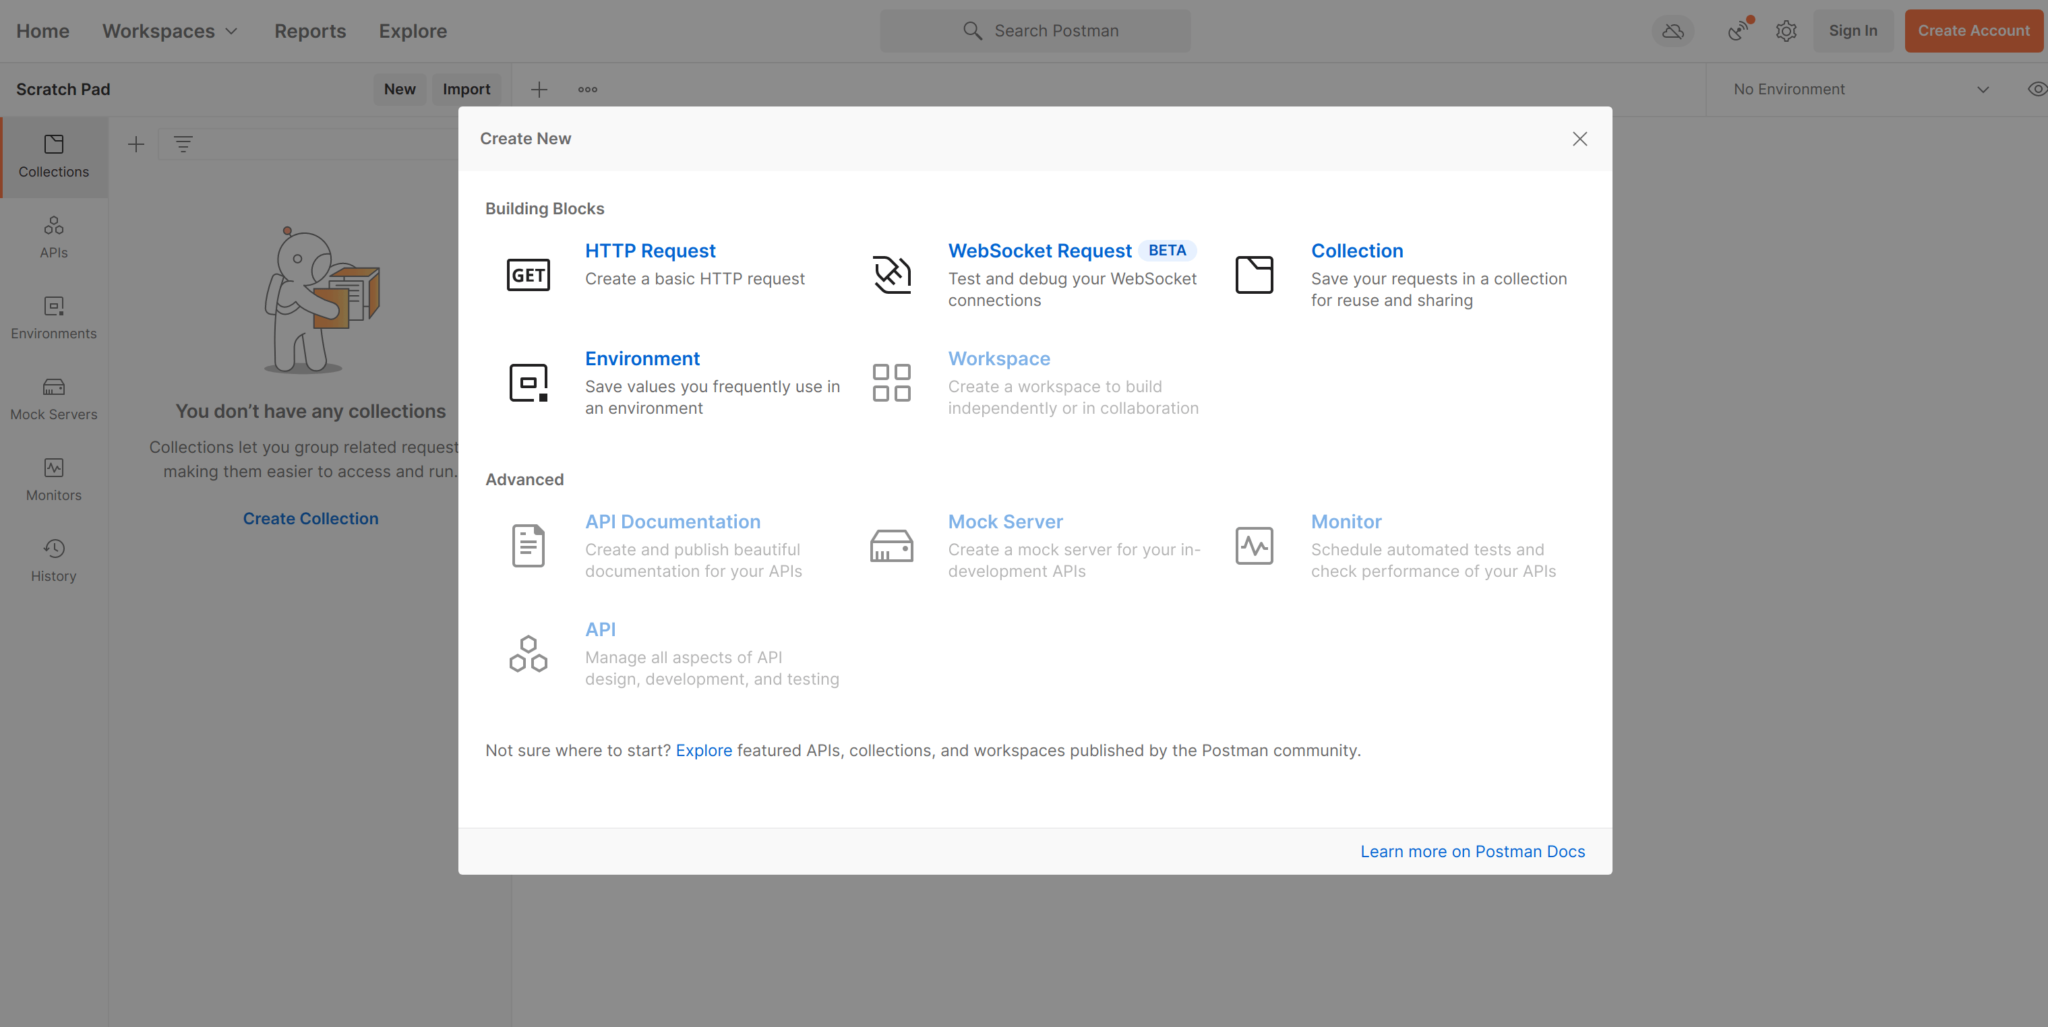 Home Workspaces Reports Explore Search Postman Sign In Create Account
Scratch Pad New Import No Environment
Collections
APIs
Environments
Mock Servers
Monitors
History
You don’t have any collections
Collections let you group related request
making them easier to access and run.
Create Collection
Create New
Building Blocks
GET
HTTP Request
Create a basic HTTP request
WebSocket Request BETA
Test and debug your WebSocket
connections
Collection
Save your requests in a collection
for reuse and sharing
Environment
Save values you frequently use in
an environment
Workspace
Create a workspace to build
independently or in collaboration
Advanced
API Documentation
Create and publish beautiful
documentation for your APIs
Mock Server
Create a mock server for your in-
development APIs
Monitor
Schedule automated tests and
check performance of your APIs
API
Manage all aspects of API
design, development, and testing
Not sure where to start? Explore featured APIs, collections, and workspaces published by the Postman community.
Learn more on Postman Docs